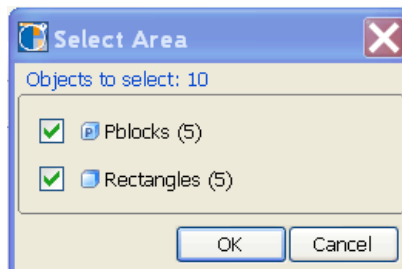 Select Area
Objects to select: 10
P Pblocks (5)
Rectangles (5)
OK Cancel